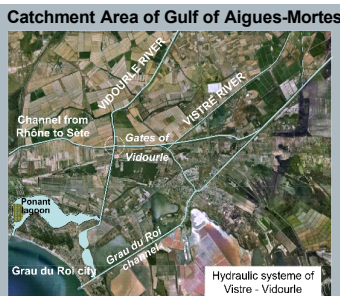 Catchment Area of Gulf of Aigues-Mortes
VIDOURLE RIVER
VISTRE RIVER
Channel from
Rhône to Sète
Gates of
Vidourle
Ponant
lagoon
Grau du Roi
channel
Grau du Roi city
Hydraulic systeme of
Vistre - Vidourle